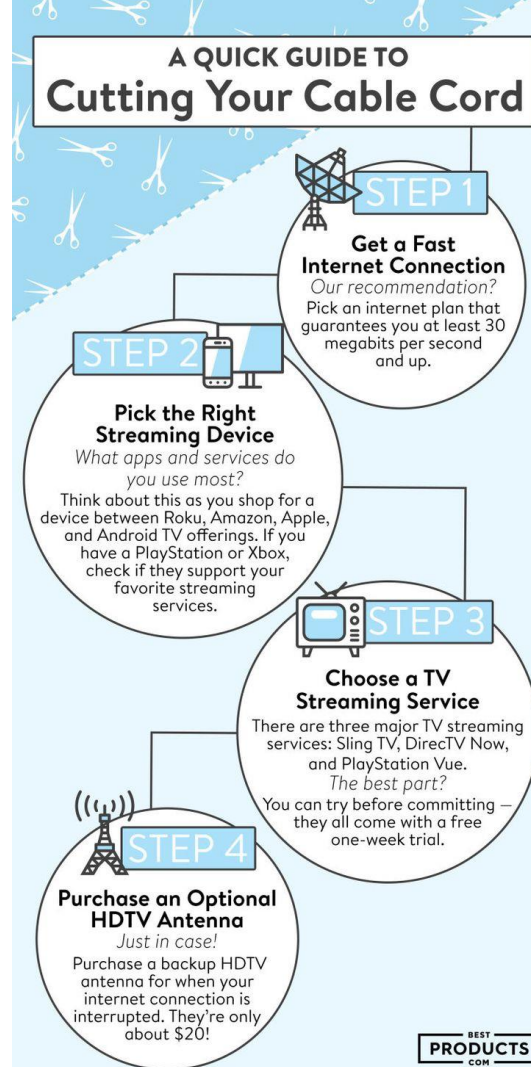 A QUICK GUIDE TO
Cutting Your Cable Cord
STEP 1
Get a Fast
Internet Connection
Our recommendation?
Pick an internet plan that
guarantees you at least 30
megabits per second
and up.
STEP 2
Pick the Right
Streaming Device
What apps and services do
you use most?
Think about this as you shop for a
device between Roku, Amazon, Apple,
and Android TV offerings. If you
have a PlayStation or Xbox,
check if they support your
favorite streaming
services.
STEP 3
Choose a TV
Streaming Service
There are three major TV streaming
services: Sling TV, DirecTV Now,
and PlayStation Vue.
The best part?
You can try before committing —
they all come with a free
one-week trial.
STEP 4
Purchase an Optional
HDTV Antenna
Just in case!
Purchase a backup HDTV
antenna for when your
internet connection is
interrupted. They're only
about $20!
BEST
PRODUCTS
COM